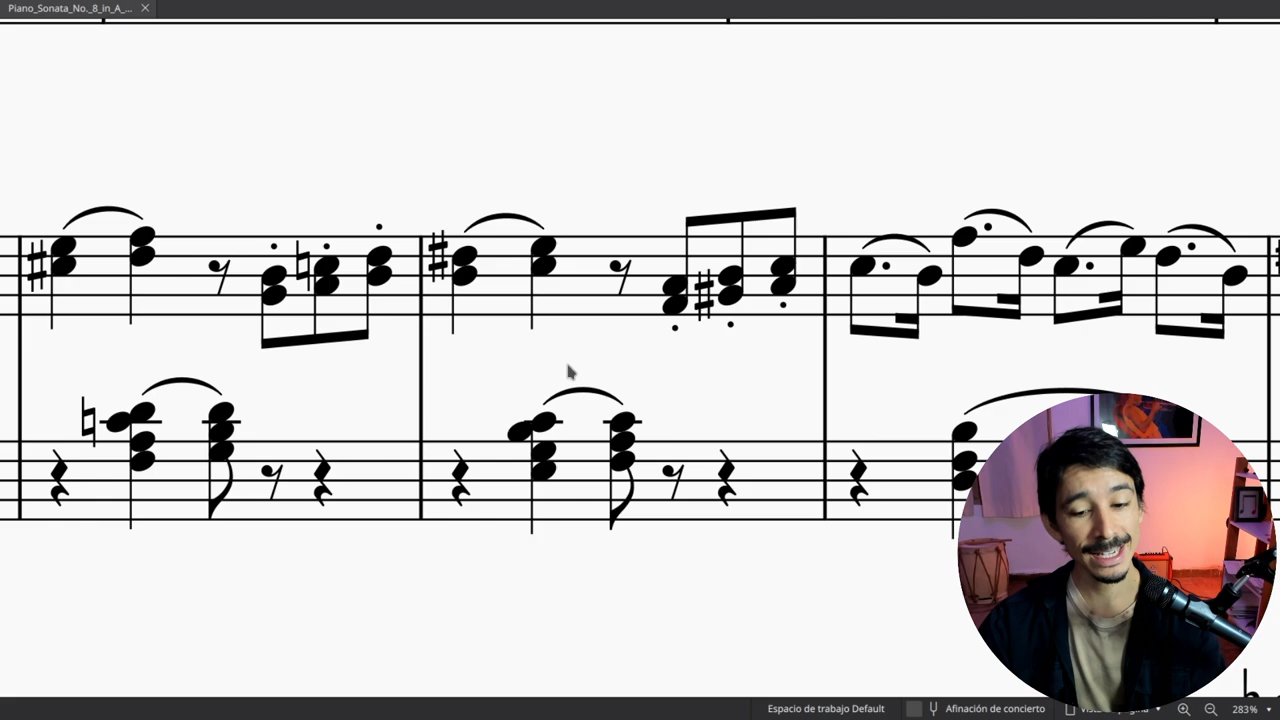 Piano_Sonata_No._8_in_A_...
Espacio de trabajo Default
Afinación de concierto
283%